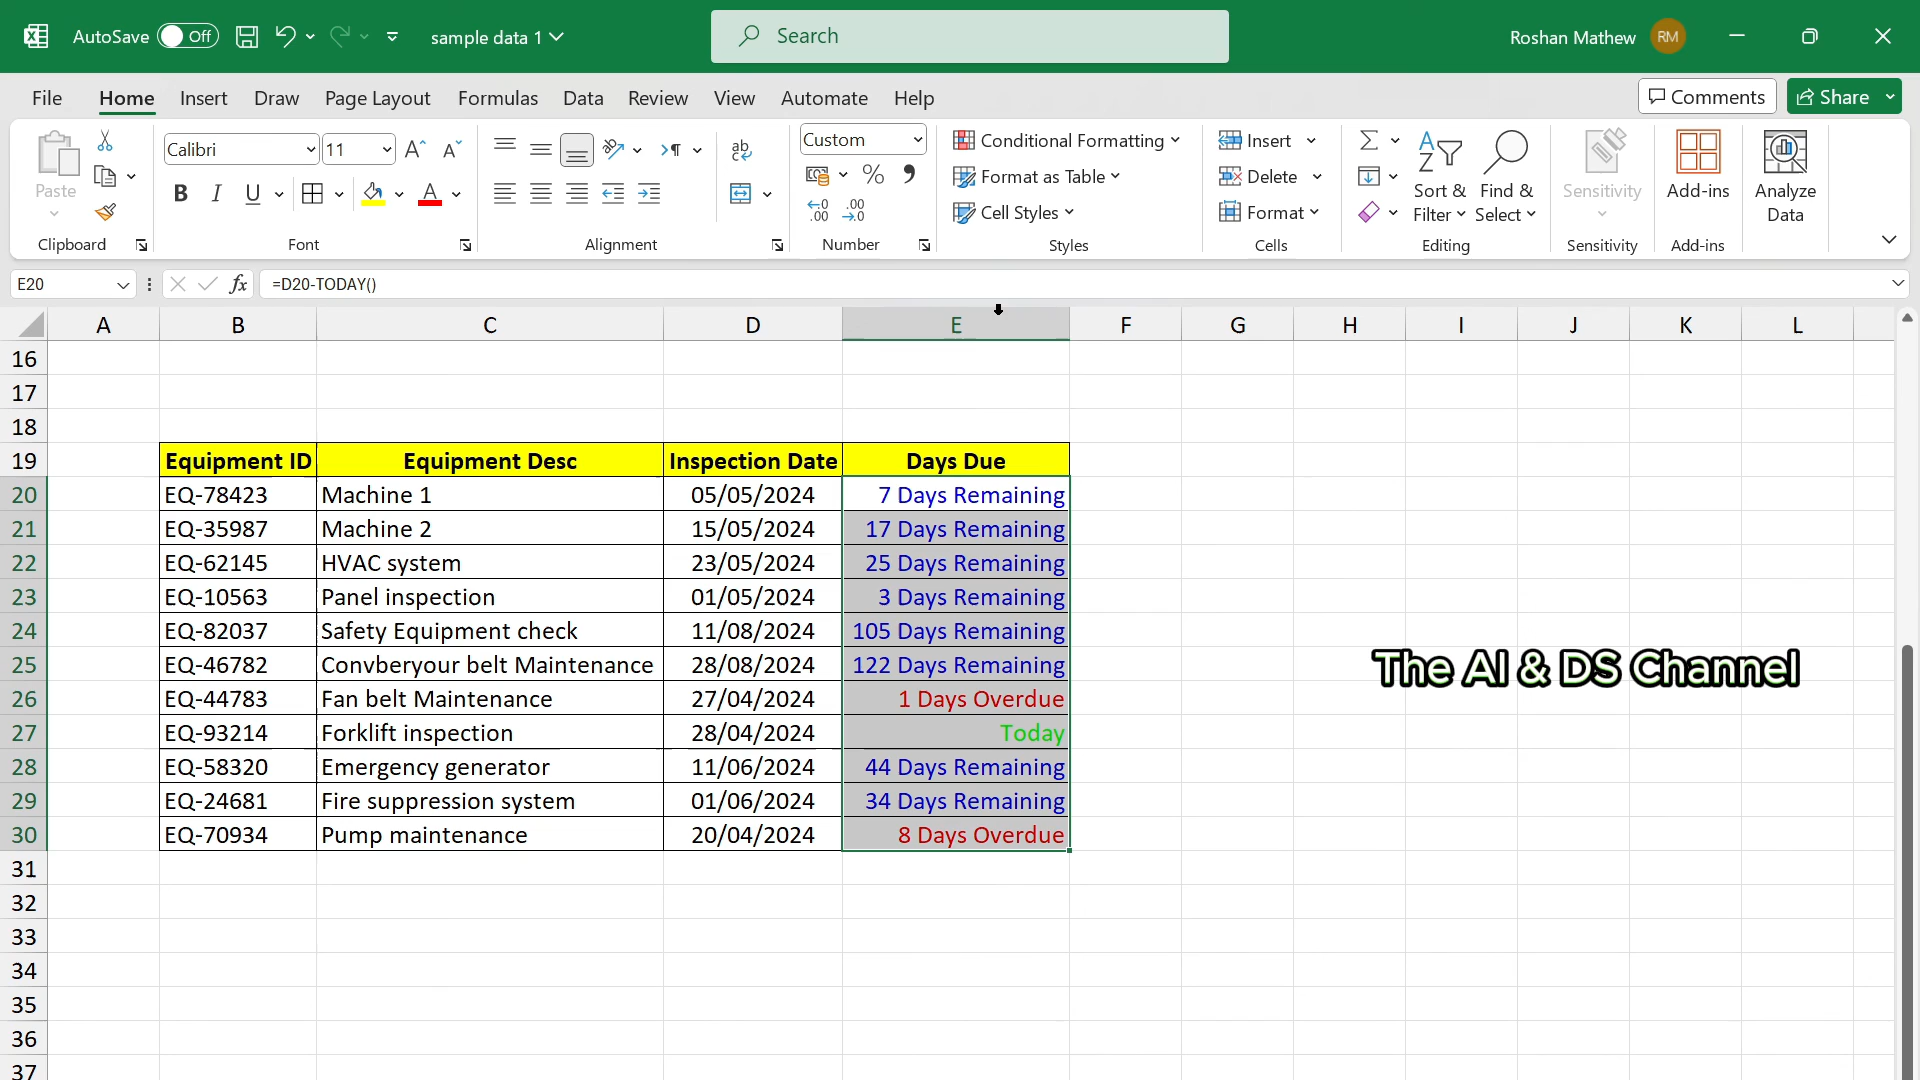 AutoSave Off sample data 1 Search Roshan Mathew RM
File Home Insert Draw Page Layout Formulas Data Review View Automate Help Comments Share
Paste Calibri 11 Custom Conditional Formatting Insert
Format as Table Delete
Cell Styles Format
Sort & Filter Find & Select Sensitivity Add-ins Analyze Data
Clipboard Font Alignment Number Styles Cells Editing Sensitivity Add-ins
E20 fx =D20-TODAY()
A B C D E F G H I J K L
16
17
18
19 Equipment ID Equipment Desc Inspection Date Days Due
20 EQ-78423 Machine 1 05/05/2024 7 Days Remaining
21 EQ-35987 Machine 2 15/05/2024 17 Days Remaining
22 EQ-62145 HVAC system 23/05/2024 25 Days Remaining
23 EQ-10563 Panel inspection 01/05/2024 3 Days Remaining
24 EQ-82037 Safety Equipment check 11/08/2024 105 Days Remaining
25 EQ-46782 Convberyour belt Maintenance 28/08/2024 122 Days Remaining
The AI & DS Channel
26 EQ-44783 Fan belt Maintenance 27/04/2024 1 Days Overdue
27 EQ-93214 Forklift inspection 28/04/2024 Today
28 EQ-58320 Emergency generator 11/06/2024 44 Days Remaining
29 EQ-24681 Fire suppression system 01/06/2024 34 Days Remaining
30 EQ-70934 Pump maintenance 20/04/2024 8 Days Overdue
31
32
33
34
35
36
37